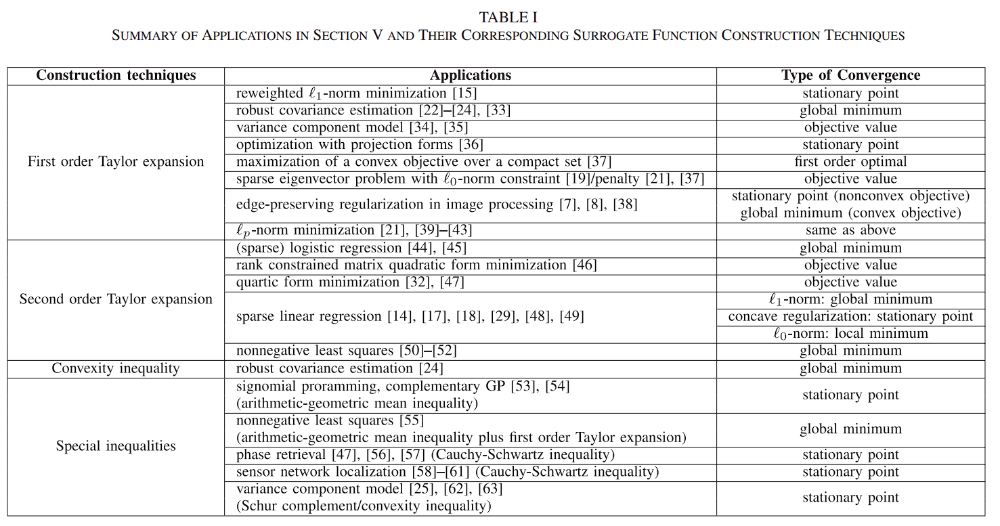 TABLE I
SUMMARY OF APPLICATIONS IN SECTION V AND THEIR CORRESPONDING SURROGATE FUNCTION CONSTRUCTION TECHNIQUES
Construction techniques Applications Type of Convergence
First order Taylor expansion
reweighted ℓ1-norm minimization [15] stationary point
robust covariance estimation [22]–[24], [33] global minimum
variance component model [34], [35] objective value
optimization with projection forms [36] stationary point
maximization of a convex objective over a compact set [37] first order optimal
sparse eigenvector problem with ℓ0-norm constraint [19]/penalty [21], [37] objective value
edge-preserving regularization in image processing [7], [8], [38]
stationary point (nonconvex objective)
global minimum (convex objective)
ℓp-norm minimization [21], [39]–[43] same as above
Second order Taylor expansion
(sparse) logistic regression [44], [45] global minimum
rank constrained matrix quadratic form minimization [46] objective value
quartic form minimization [32], [47] objective value
sparse linear regression [14], [17], [18], [29], [48], [49]
ℓ1-norm: global minimum
concave regularization: stationary point
ℓ0-norm: local minimum
nonnegative least squares [50]–[52] global minimum
Convexity inequality robust covariance estimation [24] global minimum
Special inequalities
signomial proramming, complementary GP [53], [54]
(arithmetic-geometric mean inequality)
stationary point
nonnegative least squares [55]
(arithmetic-geometric mean inequality plus first order Taylor expansion)
global minimum
phase retrieval [47], [56], [57] (Cauchy-Schwartz inequality) stationary point
sensor network localization [58]–[61] (Cauchy-Schwartz inequality) stationary point
variance component model [25], [62], [63]
(Schur complement/convexity inequality)
stationary point